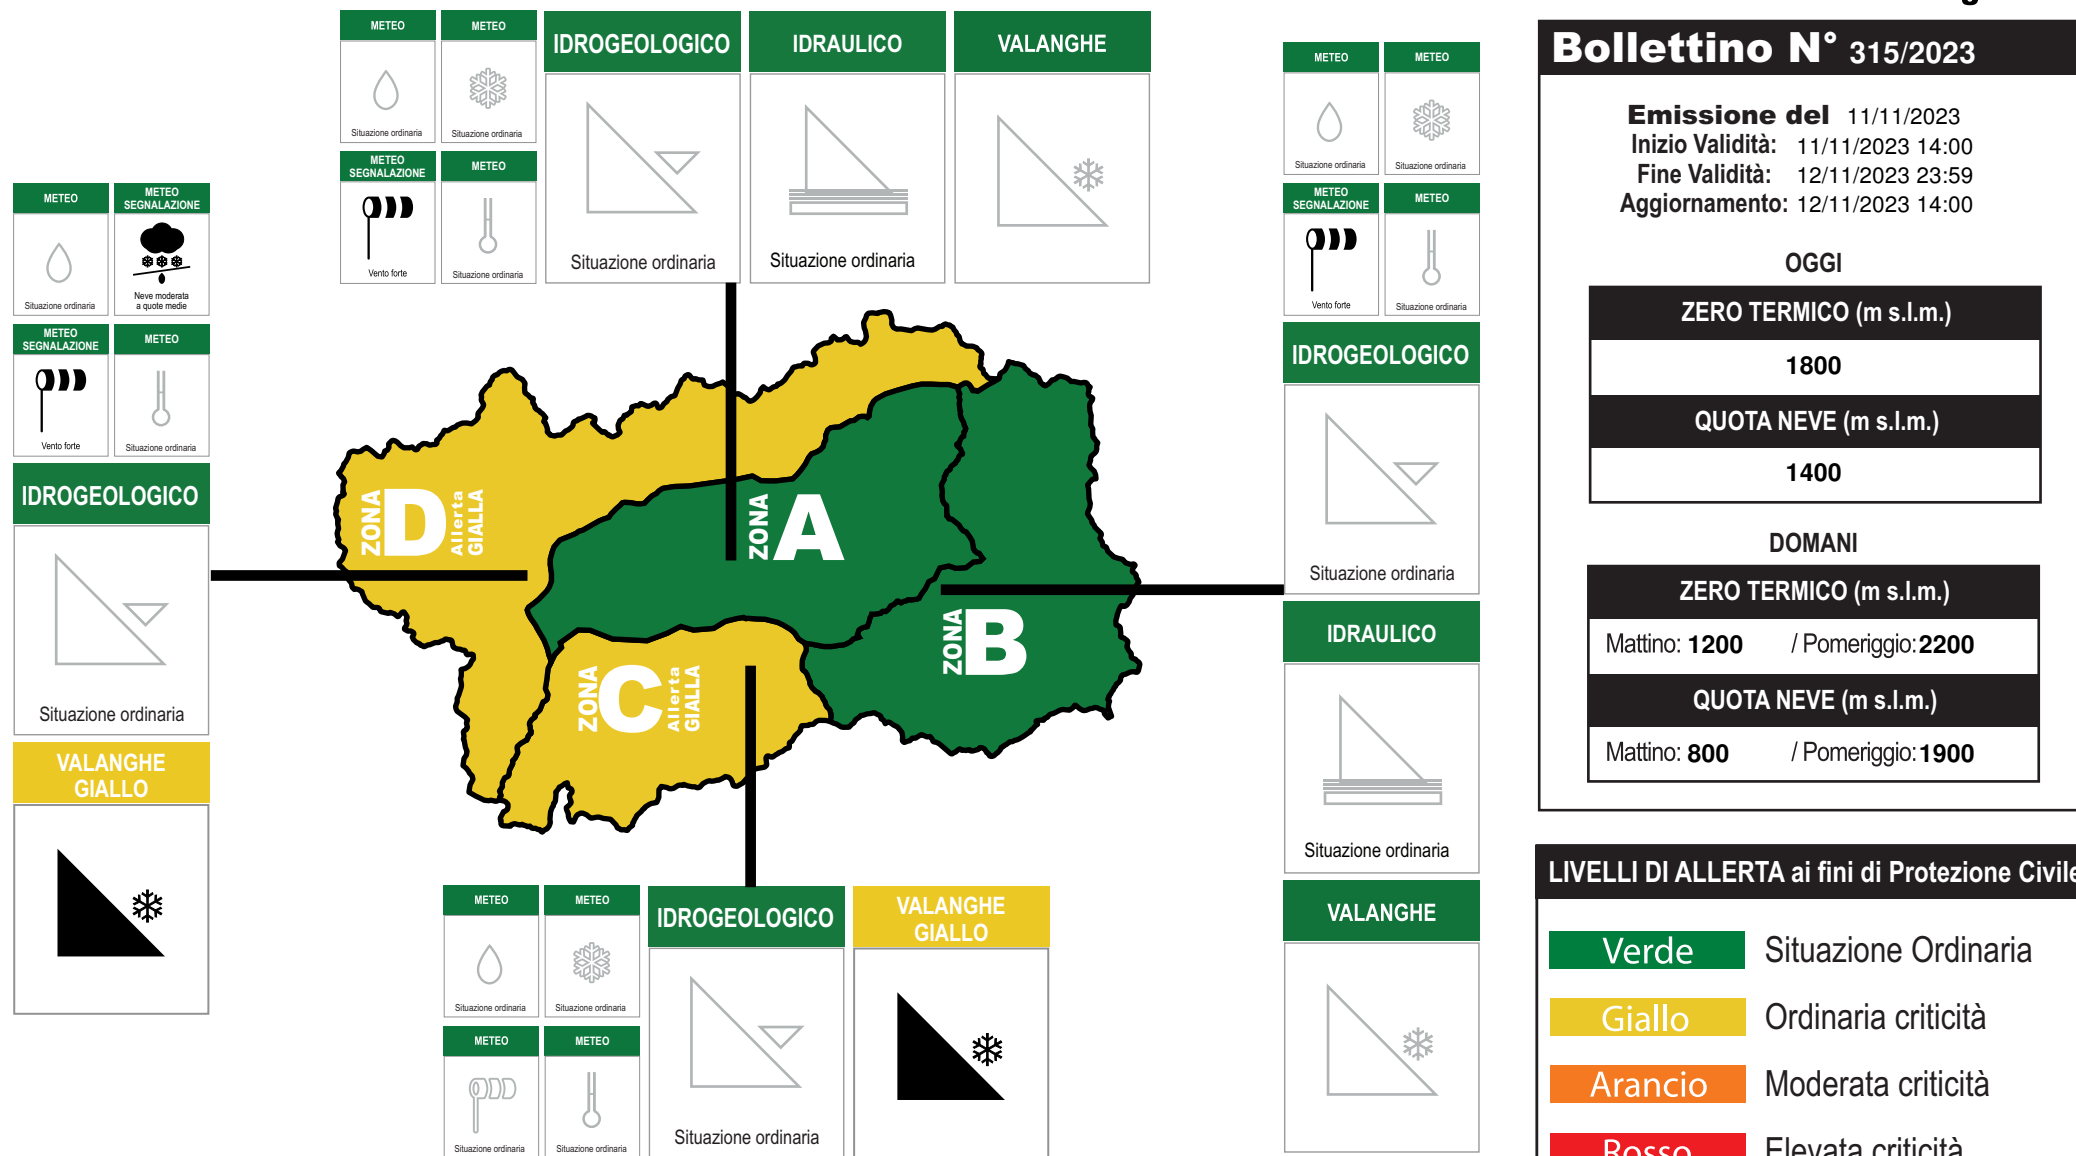 METEO
METEO
Situazione ordinaria
Situazione ordinaria
METEO
SEGNALAZIONE
METEO
Vento forte
Situazione ordinaria
IDROGEOLOGICO
Situazione ordinaria
IDRAULICO
Situazione ordinaria
VALANGHE
METEO
METEO
SEGNALAZIONE
Situazione ordinaria
Neve moderata
a quote medie
METEO
SEGNALAZIONE
METEO
Vento forte
Situazione ordinaria
IDROGEOLOGICO
Situazione ordinaria
VALANGHE
GIALLO
ZONA D Allerta GIALLA
ZONA A
ZONA B
ZONA C Allerta GIALLA
METEO
METEO
Situazione ordinaria
Situazione ordinaria
METEO
METEO
Situazione ordinaria
Situazione ordinaria
IDROGEOLOGICO
Situazione ordinaria
VALANGHE
GIALLO
METEO
METEO
Situazione ordinaria
Situazione ordinaria
METEO
SEGNALAZIONE
METEO
Vento forte
Situazione ordinaria
IDROGEOLOGICO
Situazione ordinaria
IDRAULICO
Situazione ordinaria
VALANGHE
Bollettino N° 315/2023
Emissione del 11/11/2023
Inizio Validità: 11/11/2023 14:00
Fine Validità: 12/11/2023 23:59
Aggiornamento: 12/11/2023 14:00
OGGI
ZERO TERMICO (m s.l.m.)
1800
QUOTA NEVE (m s.l.m.)
1400
DOMANI
ZERO TERMICO (m s.l.m.)
Mattino: 1200 / Pomeriggio: 2200
QUOTA NEVE (m s.l.m.)
Mattino: 800 / Pomeriggio: 1900
LIVELLI DI ALLERTA ai fini di Protezione Civile
Verde Situazione Ordinaria
Giallo Ordinaria criticità
Arancio Moderata criticità
Rosso Elevata criticità